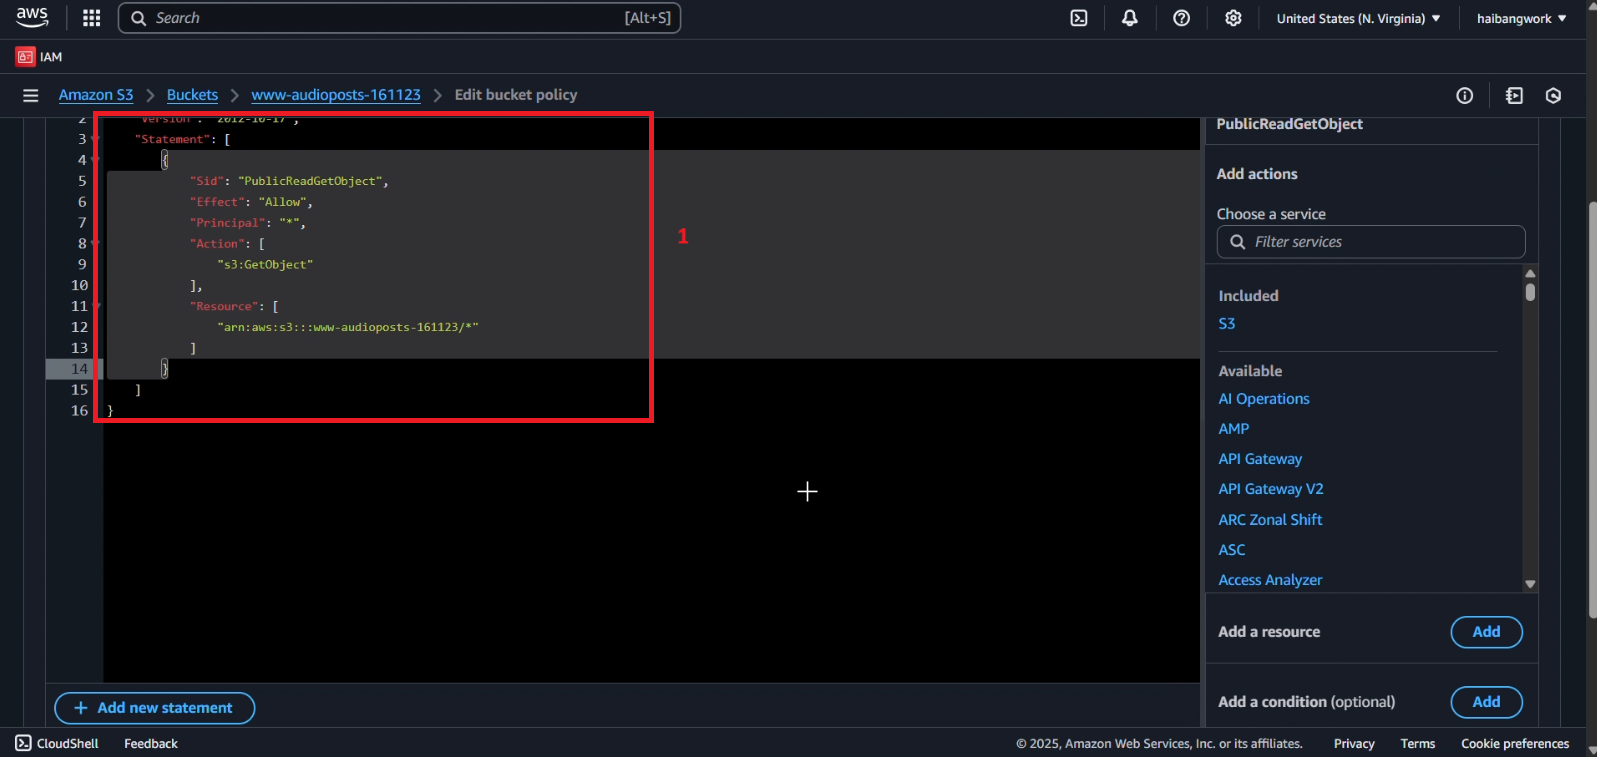 aws
Search
[Alt+S]
United States (N. Virginia)
haibangwork
IAM
Amazon S3
Buckets
www-audioposts-161123
Edit bucket policy
2 "Version": "2012-10-17",
3 "Statement": [
4 {
5 "Sid": "PublicReadGetObject",
6 "Effect": "Allow",
7 "Principal": "*",
8 "Action": [
9 "s3:GetObject"
10 ],
11 "Resource": [
12 "arn:aws:s3:::www-audioposts-161123/*"
13 ]
14 }
15 ]
16 }
1
PublicReadGetObject
Add actions
Choose a service
Filter services
Included
S3
Available
AI Operations
AMP
API Gateway
API Gateway V2
ARC Zonal Shift
ASC
Access Analyzer
Add a resource
Add
Add a condition (optional)
Add
+ Add new statement
CloudShell
Feedback
© 2025, Amazon Web Services, Inc. or its affiliates.
Privacy
Terms
Cookie preferences